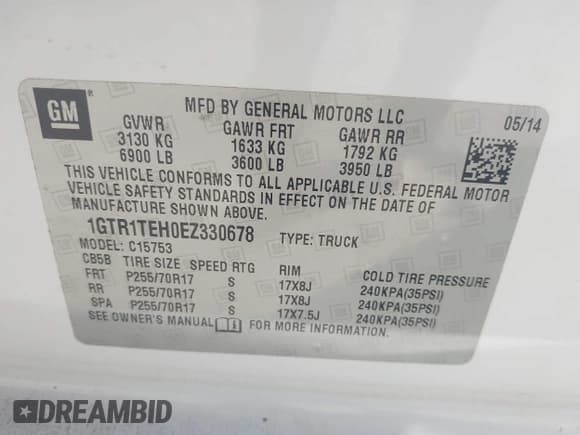 GM ®
MFD BY GENERAL MOTORS LLC
05/14
GVWR GAWR FRT GAWR RR
3130 KG 1633 KG 1792 KG
6900 LB 3600 LB 3950 LB
THIS VEHICLE CONFORMS TO ALL APPLICABLE U.S. FEDERAL MOTOR
VEHICLE SAFETY STANDARDS IN EFFECT ON THE DATE OF
MANUFACTURE SHOWN ABOVE.
1GTR1TEH0EZ330678 TYPE: TRUCK
MODEL: C15753
CB5B TIRE SIZE SPEED RTG RIM COLD TIRE PRESSURE
FRT P255/70R17 S 17X8J 240KPA(35PSI)
RR P255/70R17 S 17X8J 240KPA(35PSI)
SPA P255/70R17 S 17X7.5J 240KPA(35PSI)
SEE OWNER'S MANUAL FOR MORE INFORMATION.
DREAMBID